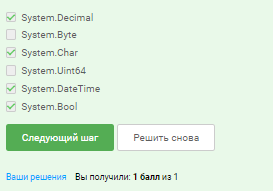 System.Decimal
System.Byte
System.Char
System.Uint64
System.DateTime
System.Bool
Следующий шаг Решить снова
Ваши решения Вы получили: 1 балл из 1